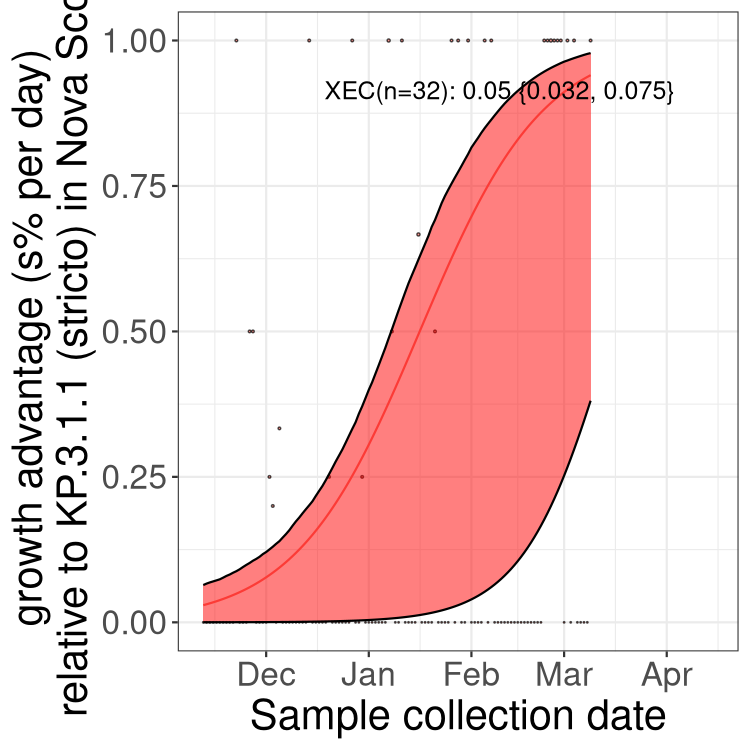 growth advantage (s% per day)
relative to KP.3.1.1 (stricto) in Nova Sco
1.00
0.75
0.50
0.25
0.00
XEC(n=32): 0.05 {0.032, 0.075}
Dec Jan Feb Mar Apr
Sample collection date